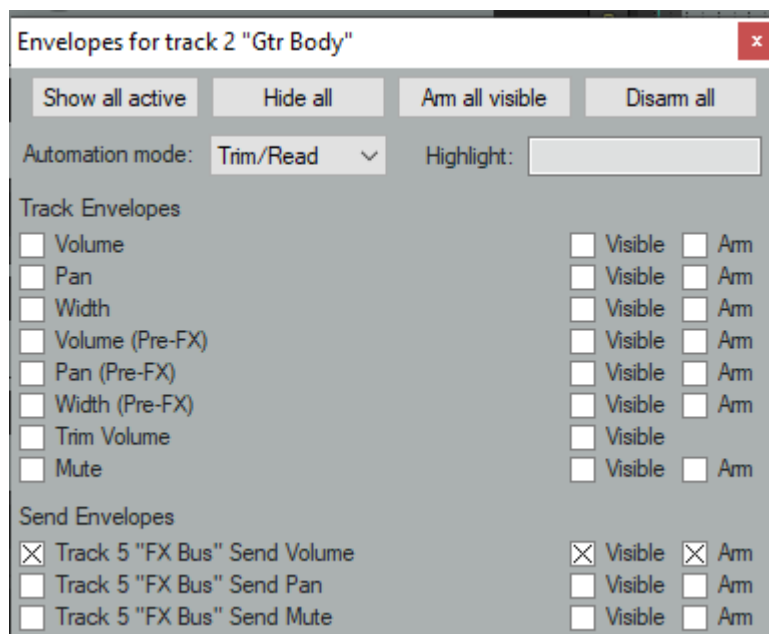 Envelopes for track 2 "Gtr Body"
x
Show all active Hide all Arm all visible Disarm all
Automation mode: Trim/Read Highlight:
Track Envelopes
Volume Visible Arm
Pan Visible Arm
Width Visible Arm
Volume (Pre-FX) Visible Arm
Pan (Pre-FX) Visible Arm
Width (Pre-FX) Visible Arm
Trim Volume Visible
Mute Visible Arm
Send Envelopes
Track 5 "FX Bus" Send Volume Visible Arm
Track 5 "FX Bus" Send Pan Visible Arm
Track 5 "FX Bus" Send Mute Visible Arm